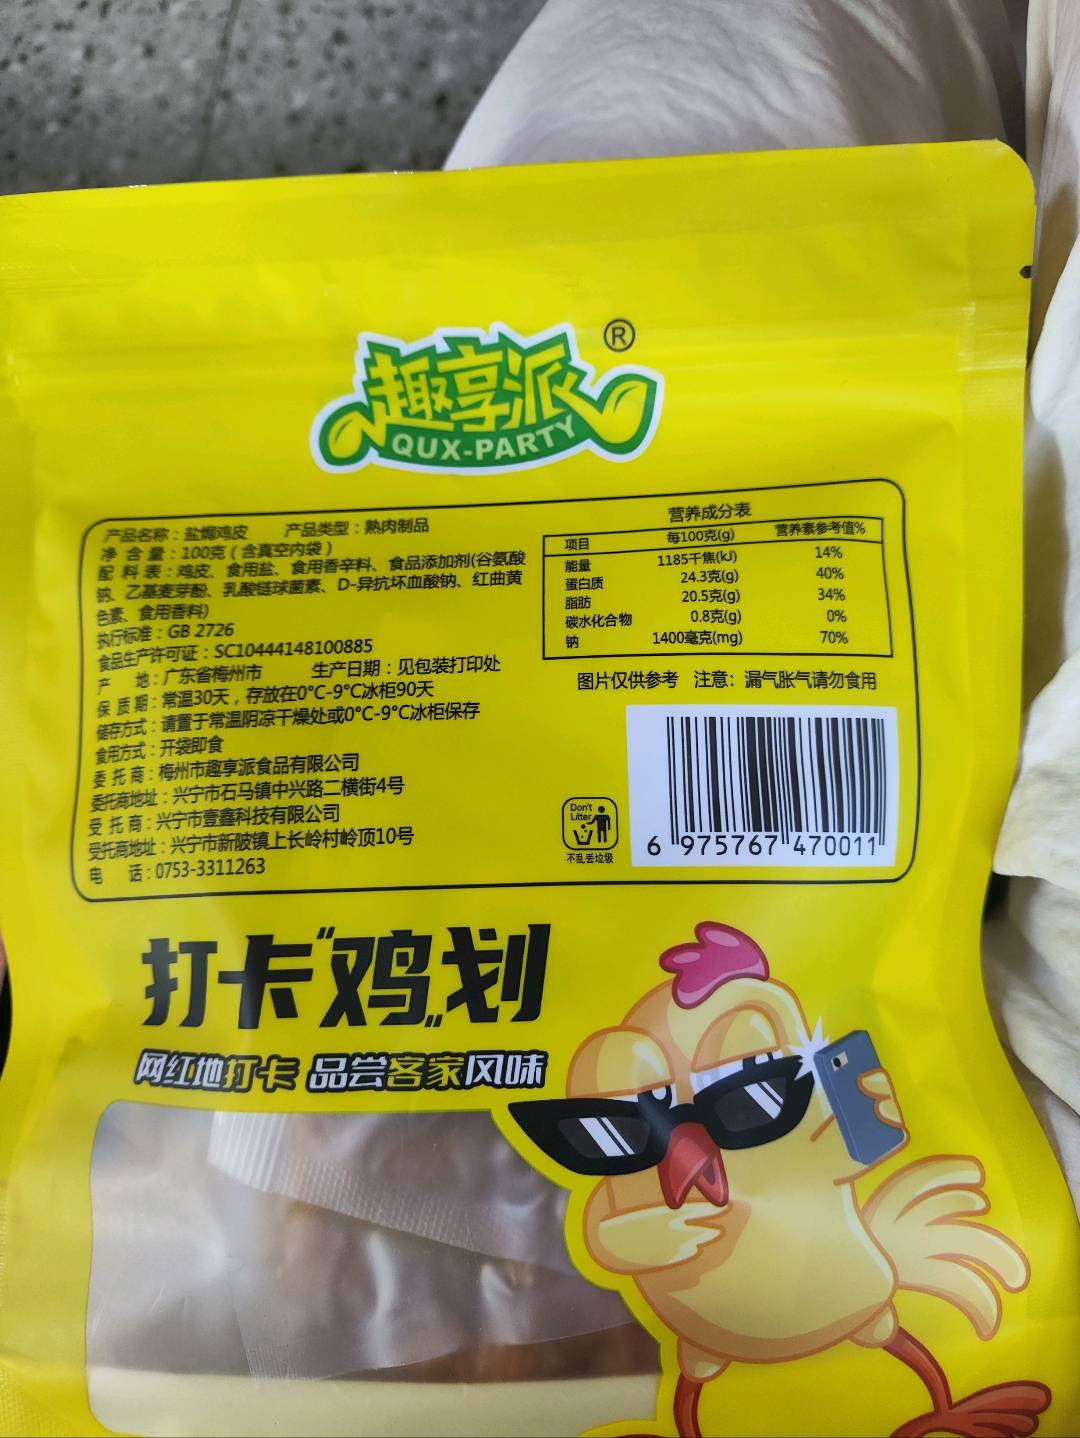 趣享派®
QUX-PARTY
产品名称：盐焗鸡皮 产品类型：熟肉制品
净 含 量：100克（含真空内袋）
配 料 表：鸡皮、食用盐、食用香辛料、食品添加剂(谷氨酸
钠、乙基麦芽酚、乳酸链球菌素、D-异抗坏血酸钠、红曲黄
色素、食用香料)
执行标准：GB 2726
食品生产许可证：SC10444148100885
产 地：广东省梅州市 生产日期：见包装打印处
保 质 期：常温30天，存放在0°C-9°C冰柜90天
储存方式：请置于常温阴凉干燥处或0°C-9°C冰柜保存
食用方式：开袋即食
委 托 商：梅州市趣享派食品有限公司
委托商地址：兴宁市石马镇中兴路二横街4号
受 托 商：兴宁市壹鑫科技有限公司
受托商地址：兴宁市新陂镇上长岭村岭顶10号
电 话：0753-3311263
营养成分表
项目 每100克(g) 营养素参考值%
能量 1185千焦(kJ) 14%
蛋白质 24.3克(g) 40%
脂肪 20.5克(g) 34%
碳水化合物 0.8克(g) 0%
钠 1400毫克(mg) 70%
图片仅供参考 注意：漏气胀气请勿食用
Don't
Litter
不乱丢垃圾
6 975767 470011
打卡“鸡”划
网红地打卡 品尝客家风味